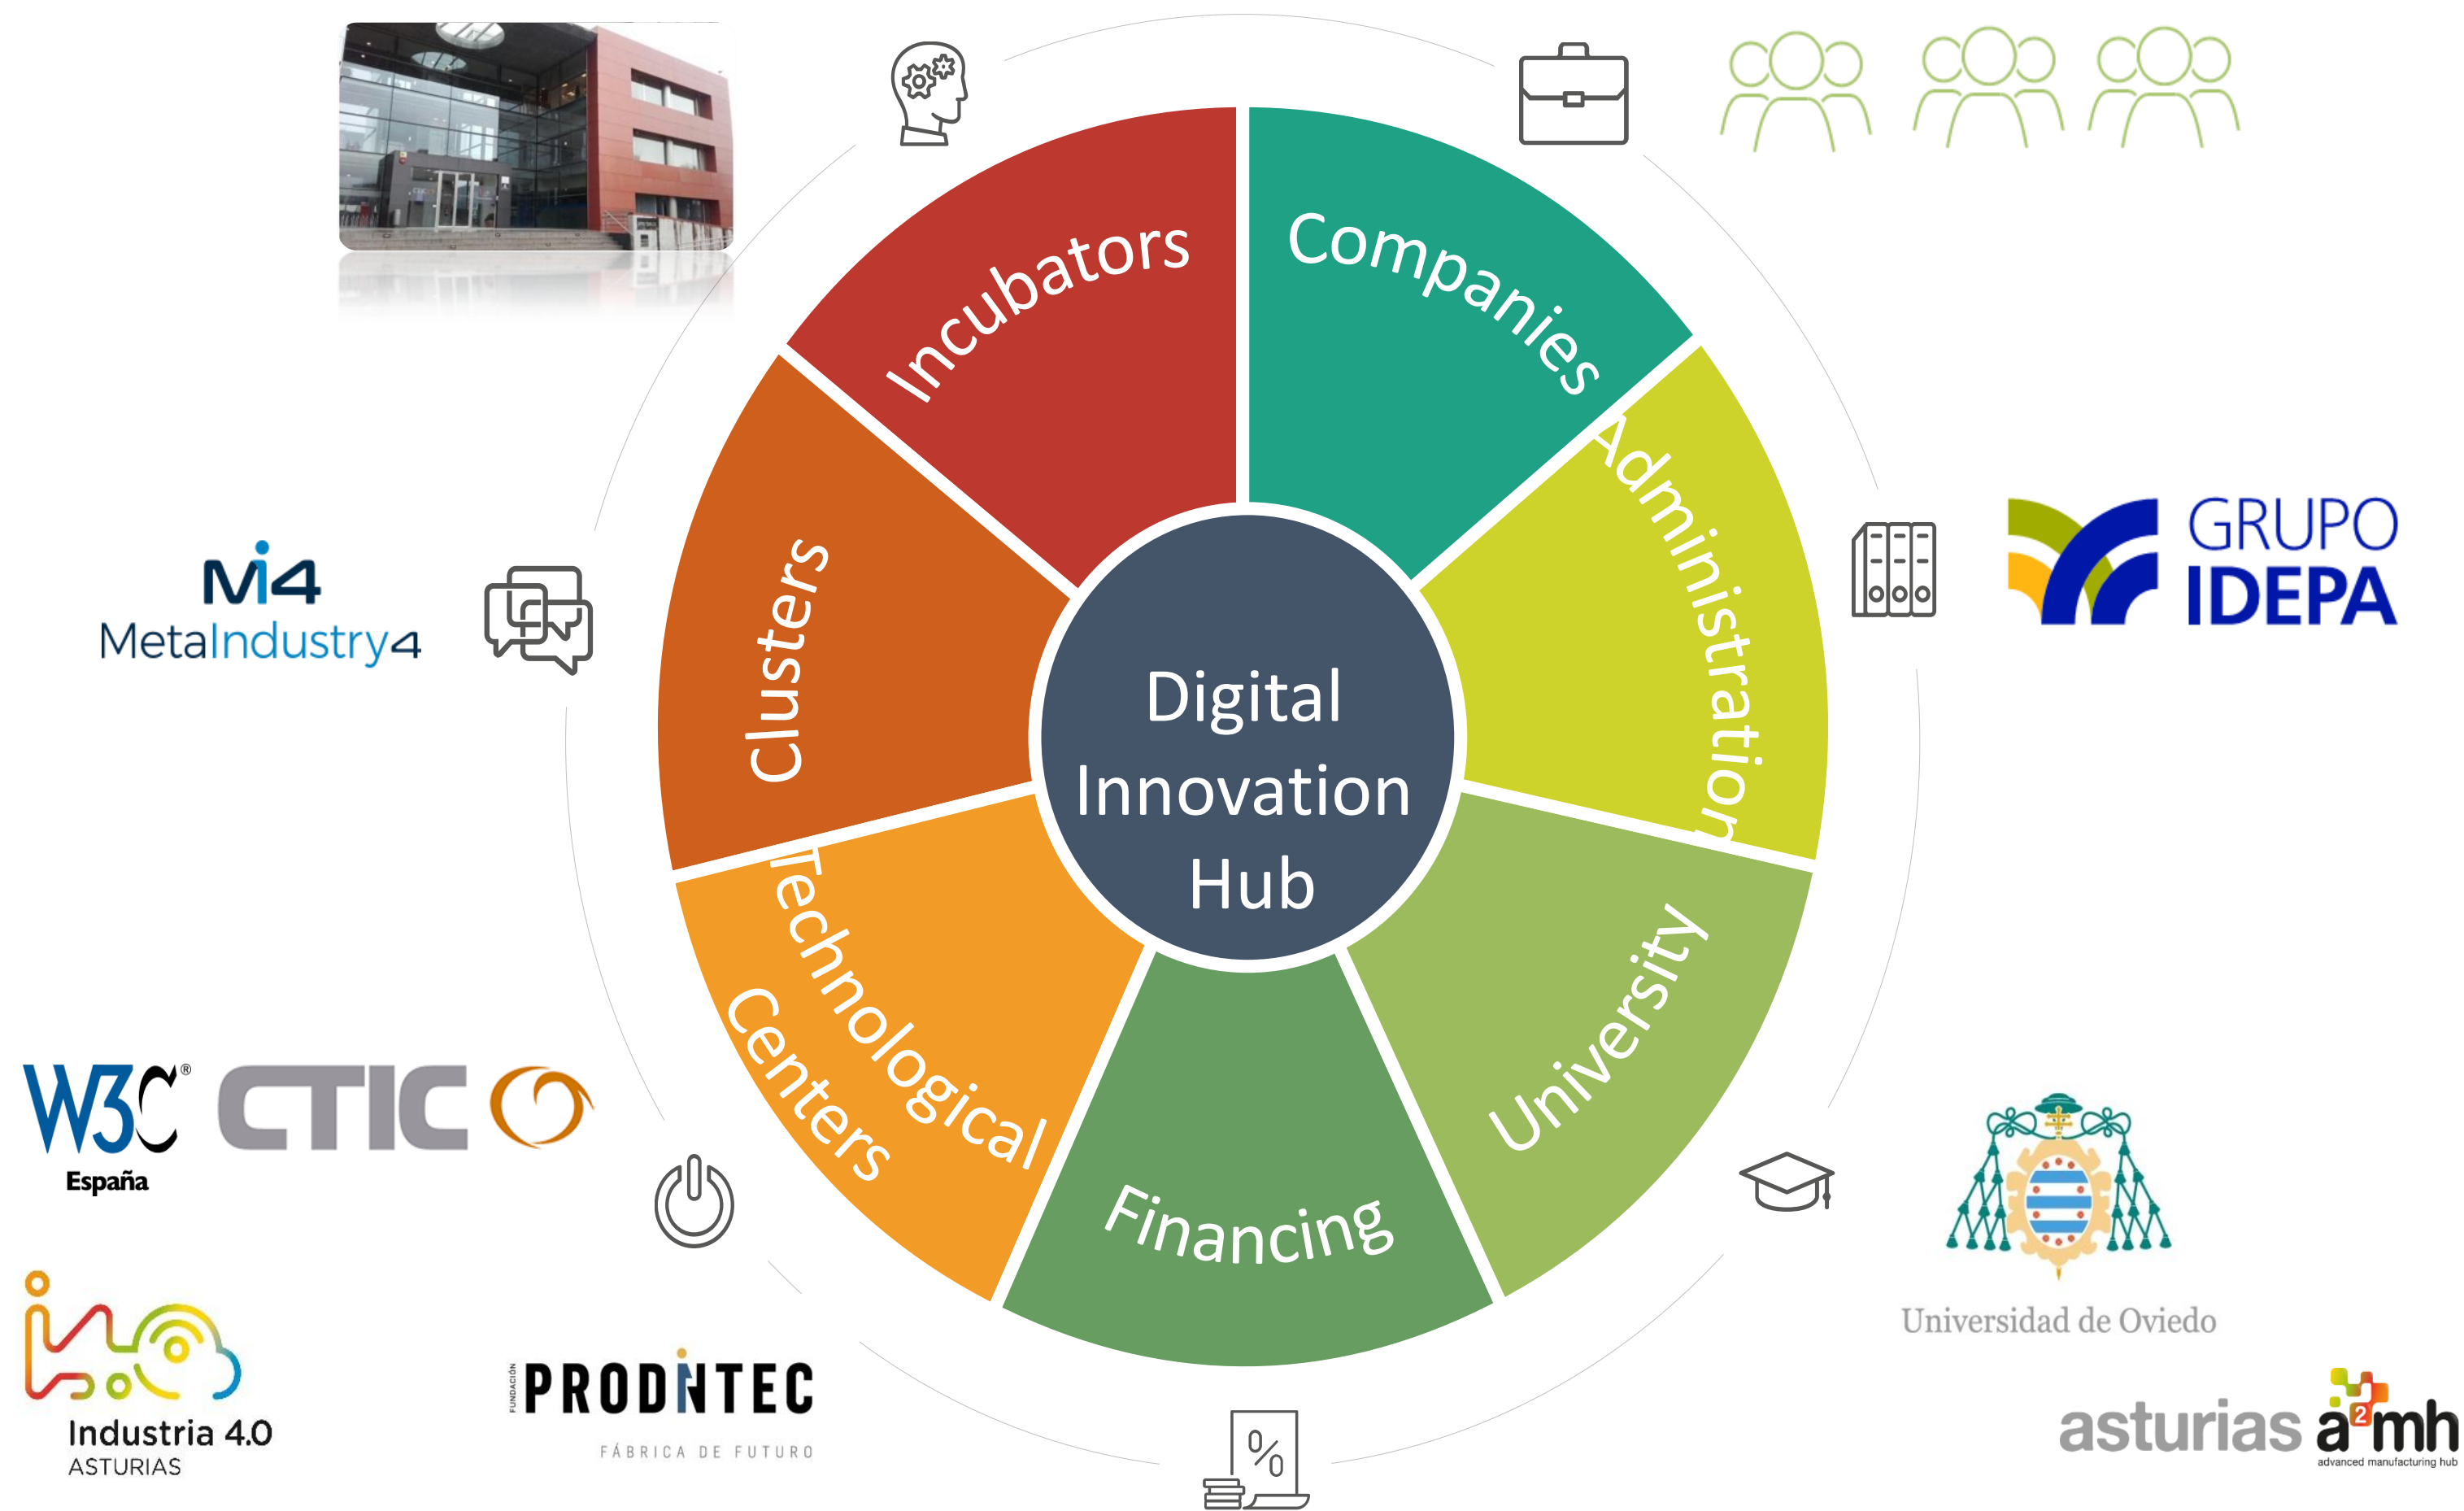 Incubators
Companies
Administration
University
Financing
Technological
Centers
Clusters
Digital
Innovation
Hub
Mi4
MetaIndustry4
GRUPO
IDEPA
W3C®
España
CTIC
Industria 4.0
ASTURIAS
FUNDACIÓN
PRODINTEC
FÁBRICA DE FUTURO
%
Universidad de Oviedo
asturias a2mh
advanced manufacturing hub